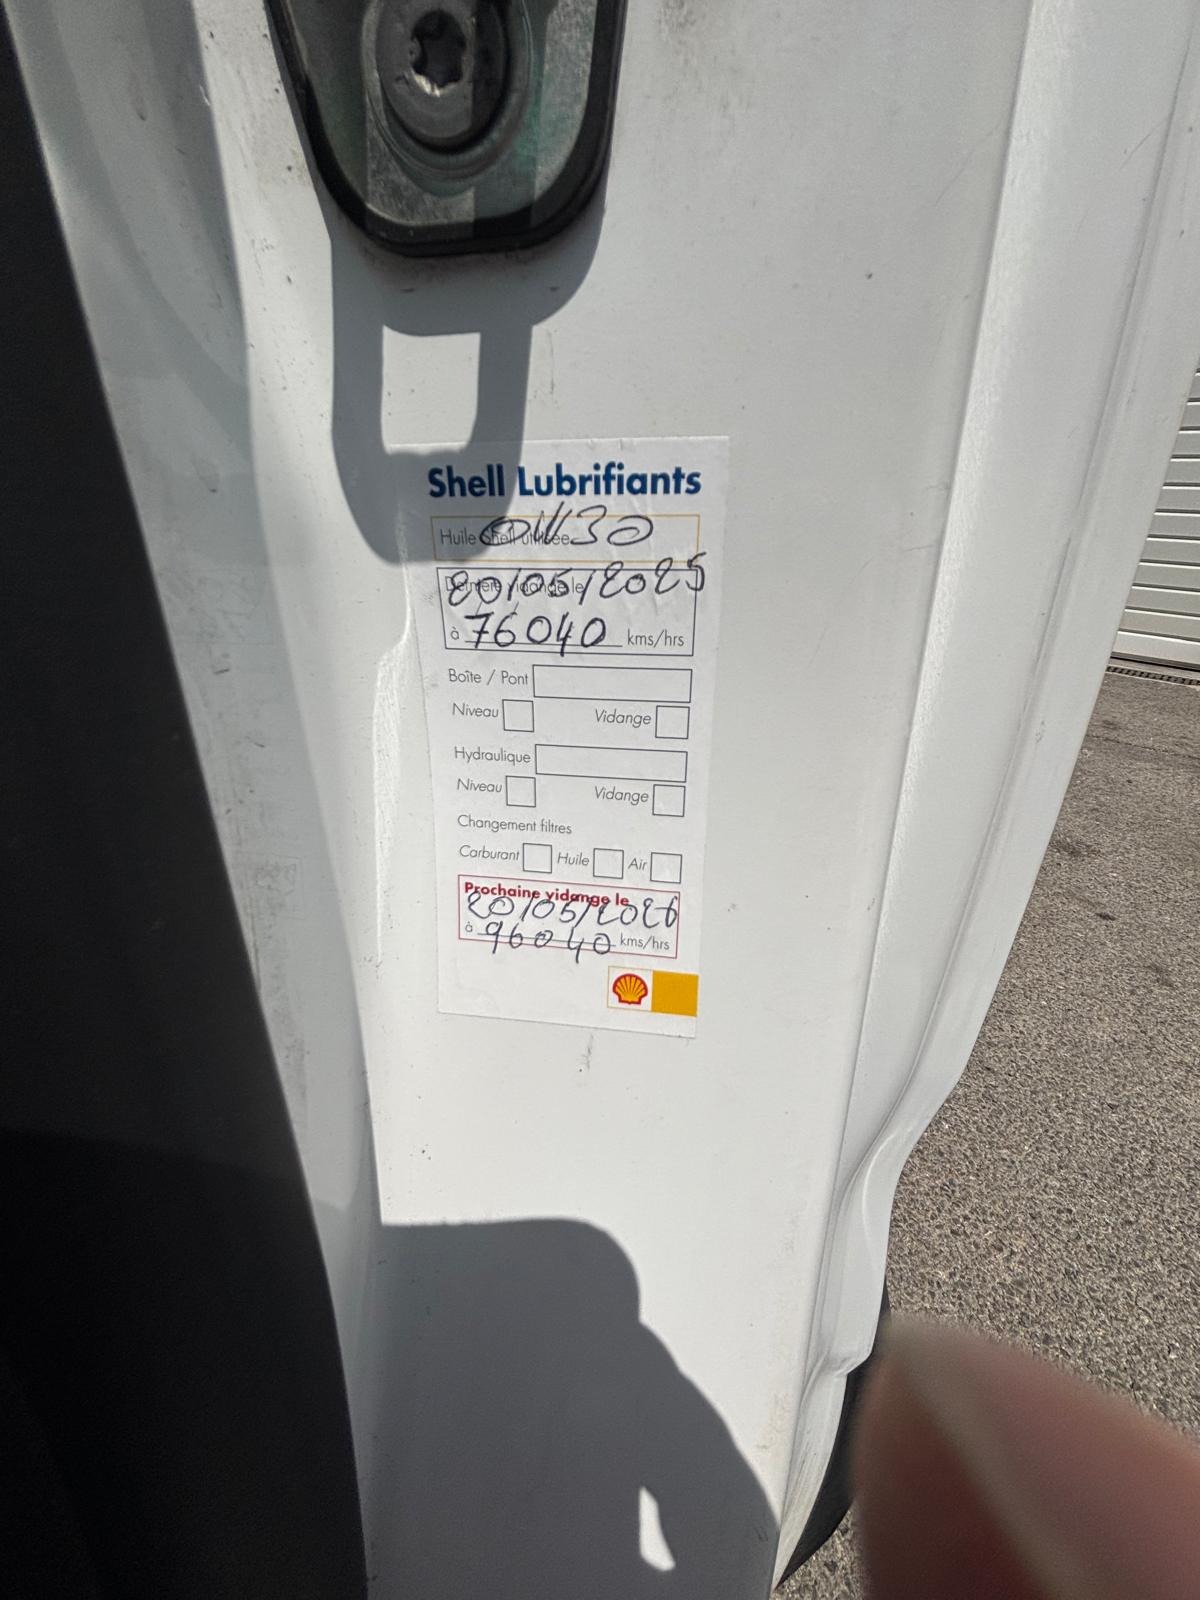 Shell Lubrifiants
Huile Shell utilisée 0W30
Dernière vidange le 20/05/2025
à 76040 kms/hrs
Boîte / Pont
Niveau Vidange
Hydraulique
Niveau Vidange
Changement filtres
Carburant Huile Air
Prochaine vidange le
20/05/2026
à 96040 kms/hrs